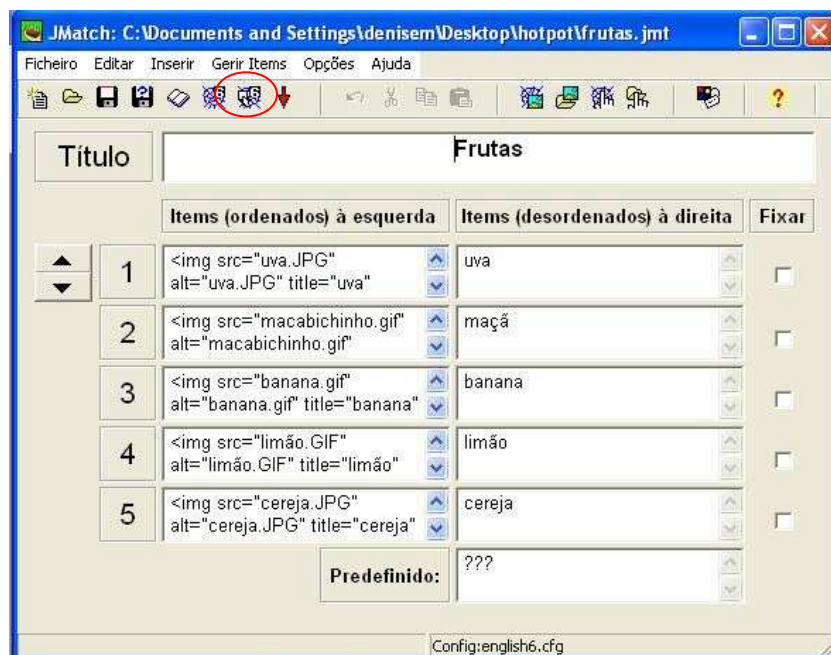 JMatch: C:\Documents and Settings\denisem\Desktop\hotpot\frutas.jmt
Ficheiro Editar Inserir Gerir Items Opções Ajuda
Título
Frutas
Items (ordenados) à esquerda Items (desordenados) à direita Fixar
1
<img src="uva.JPG"
alt="uva.JPG" title="uva"
uva
2
<img src="macabichinho.gif"
alt="macabichinho.gif"
maçã
3
<img src="banana.gif"
alt="banana.gif" title="banana"
banana
4
<img src="limão.GIF"
alt="limão.GIF" title="limão"
limão
5
<img src="cereja.JPG"
alt="cereja.JPG" title="cereja"
cereja
Predefinido:
???
Config:english6.cfg